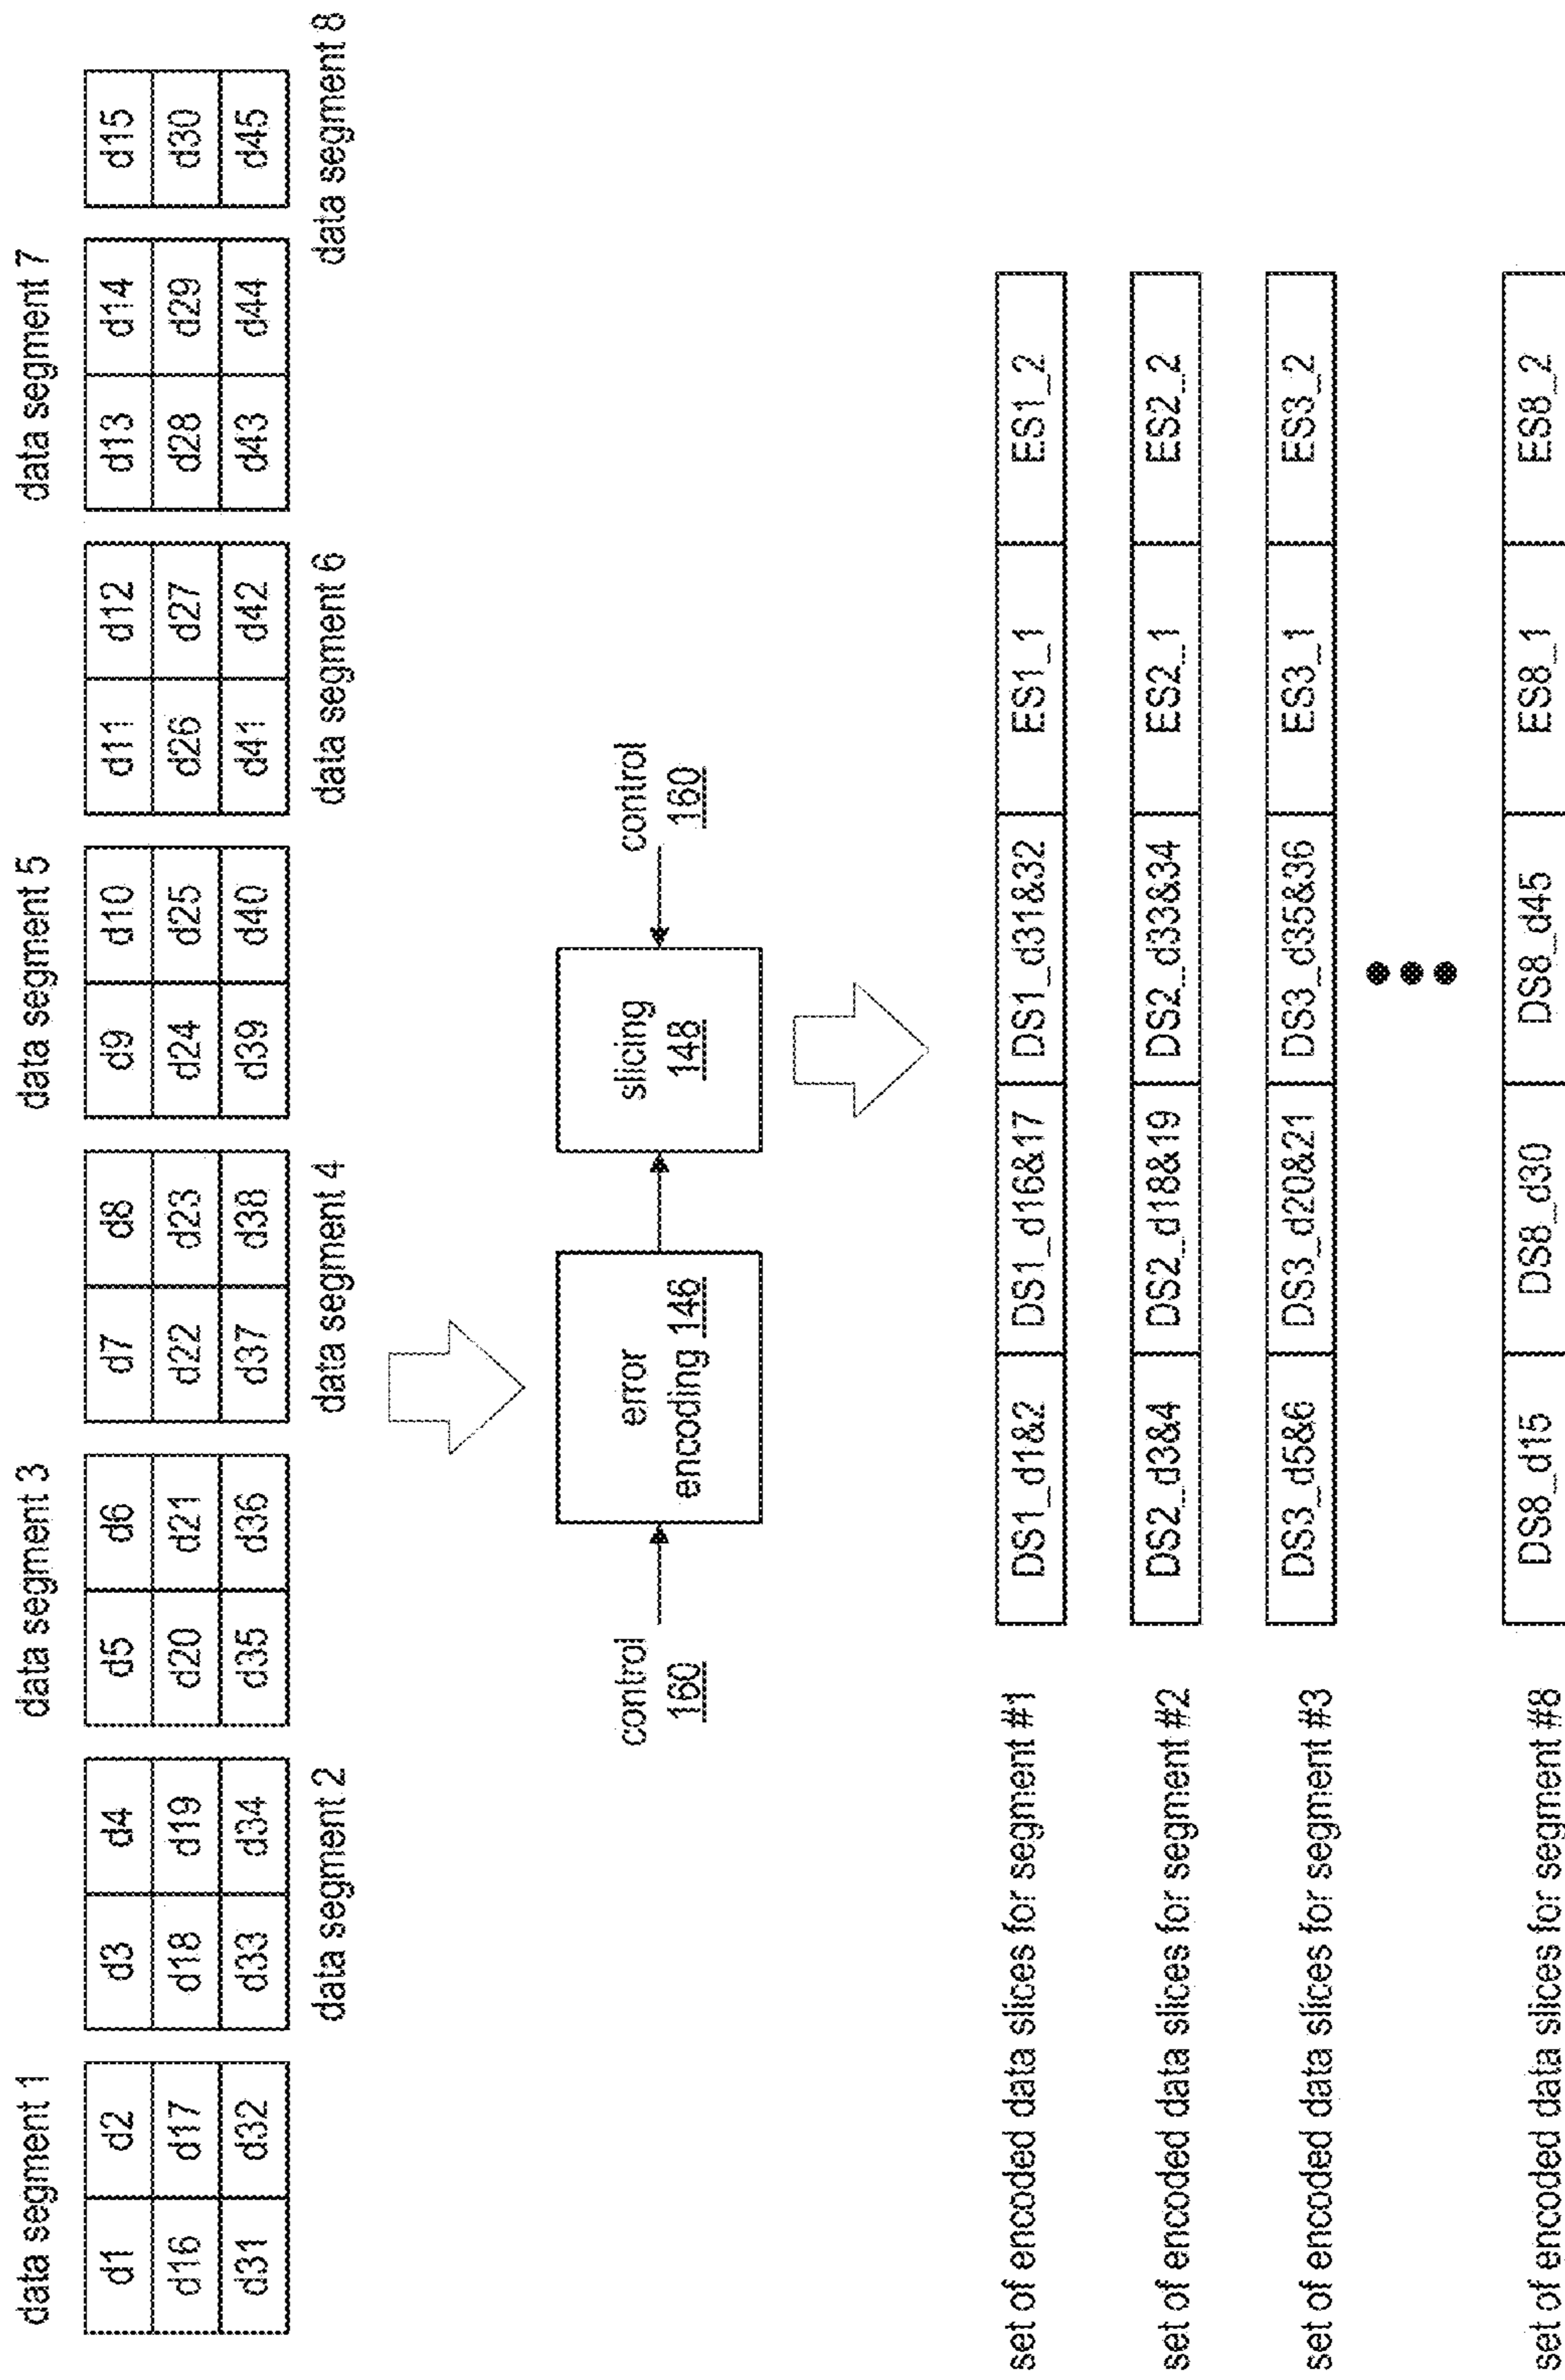 data segment 1
data segment 3
data segment 5
data segment 7
d1 d2 d3 d4 d5 d6 d7 d8 d9 d10 d11 d12 d13 d14 d15
d16 d17 d18 d19 d20 d21 d22 d23 d24 d25 d26 d27 d28 d29 d30
d31 d32 d33 d34 d35 d36 d37 d38 d39 d40 d41 d42 d43 d44 d45
data segment 2
data segment 4
data segment 6
data segment 8
control
160
error
encoding 146
slicing
148
control
160
set of encoded data slices for segment #1
DS1_d1&2 DS1_d16&17 DS1_d31&32 ES1_1 ES1_2
set of encoded data slices for segment #2
DS2_d3&4 DS2_d18&19 DS2_d33&34 ES2_1 ES2_2
set of encoded data slices for segment #3
DS3_d5&6 DS3_d20&21 DS3_d35&36 ES3_1 ES3_2
set of encoded data slices for segment #8
DS8_d15 DS8_d30 DS8_d45 ES8_1 ES8_2